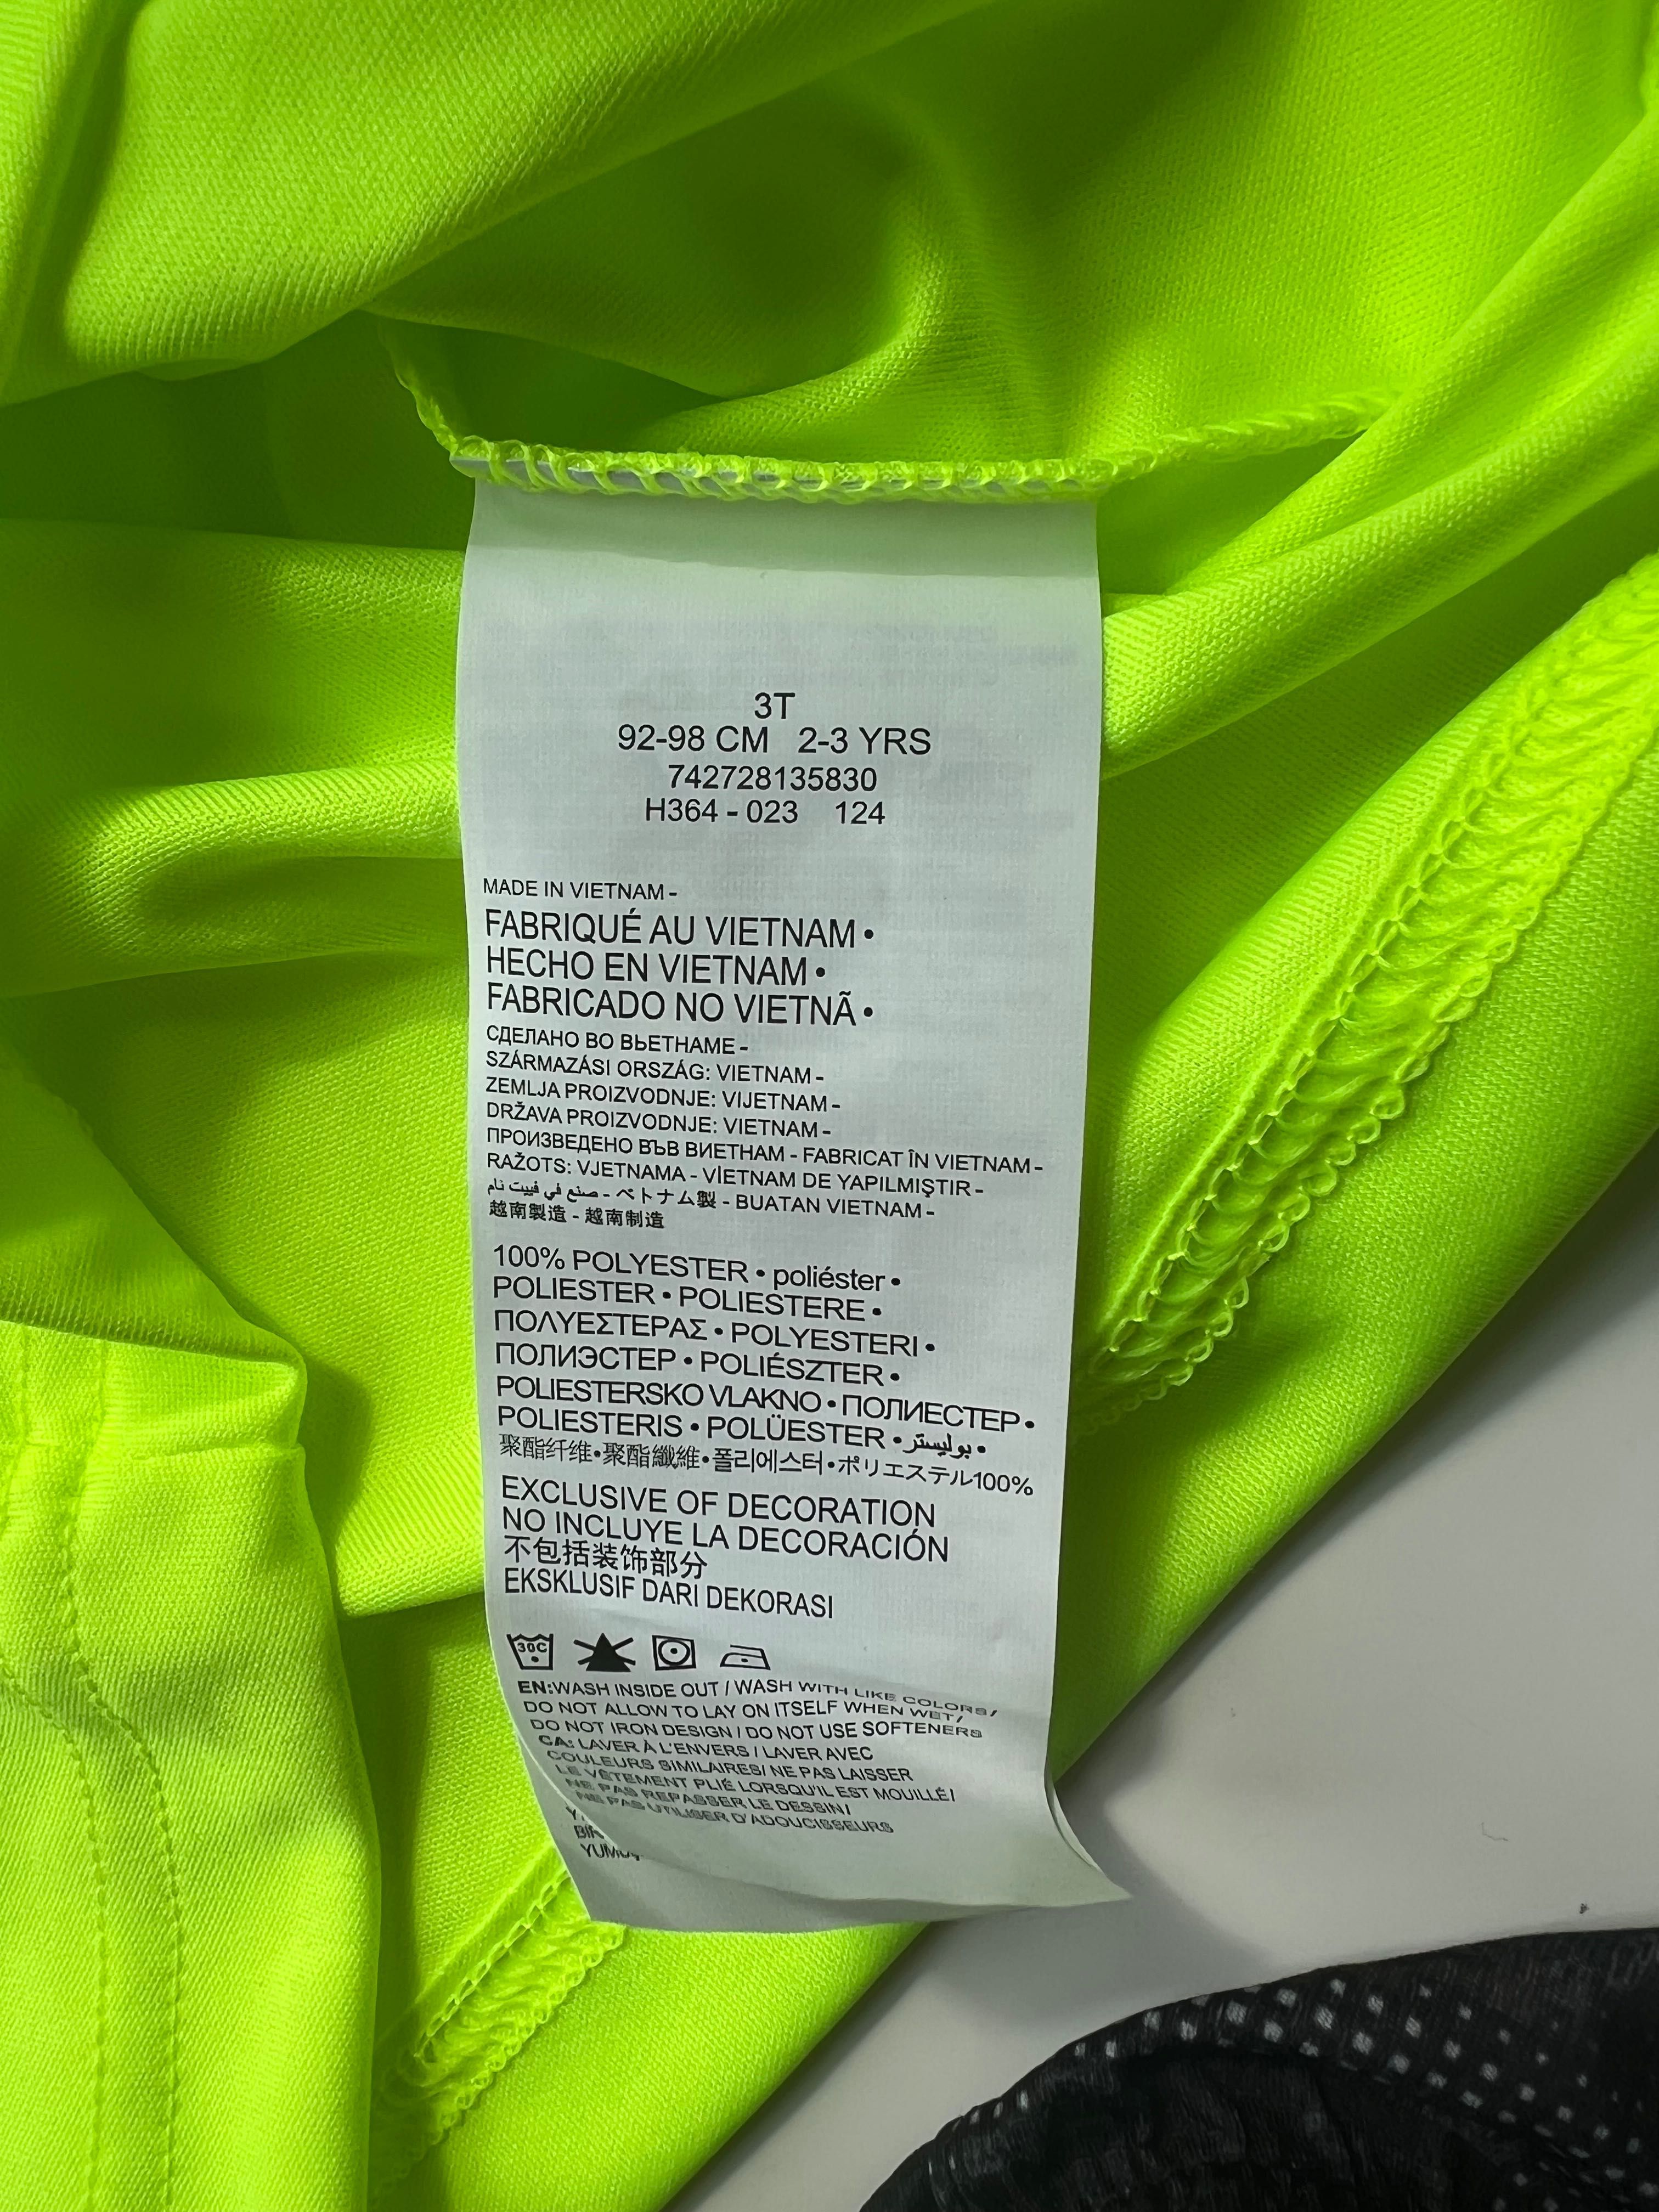 3T
92-98 CM 2-3 YRS
742728135830
H364 - 023 124
MADE IN VIETNAM -
FABRIQUÉ AU VIETNAM •
HECHO EN VIETNAM •
FABRICADO NO VIETNÃ •
СДЕЛАНО ВО ВЬЕТНАМЕ -
SZÁRMAZÁSI ORSZÁG: VIETNAM -
ZEMLJA PROIZVODNJE: VIJETNAM -
DRŽAVA PROIZVODNJE: VIETNAM -
ПРОИЗВЕДЕНО ВЪВ ВИЕТНАМ - FABRICAT ÎN VIETNAM -
RAŽOTS: VJETNAMA - VİETNAM DE YAPILMIŞTIR -
صنع في فييت نام - ベトナム製 - BUATAN VIETNAM -
越南製造 - 越南制造
100% POLYESTER • poliéster •
POLIESTER • POLIESTERE •
ΠΟΛΥΕΣΤΕΡΑΣ • POLYESTERI •
ПОЛИЭСТЕР • POLIÉSZTER •
POLIESTERSKO VLAKNO • ПОЛИЕСТЕР •
POLIESTERIS • POLÜESTER • بوليستر •
聚酯纤维•聚酯纖維•폴리에스터•ポリエステル100%
EXCLUSIVE OF DECORATION
NO INCLUYE LA DECORACIÓN
不包括装饰部分
EKSKLUSIF DARI DEKORASI
30C
EN:WASH INSIDE OUT / WASH WITH LIKE COLORS/
DO NOT ALLOW TO LAY ON ITSELF WHEN WET/
DO NOT IRON DESIGN / DO NOT USE SOFTENERS
CA: LAVER À L'ENVERS / LAVER AVEC
COULEURS SIMILAIRES/ NE PAS LAISSER
LE VÊTEMENT PLIÉ LORSQU'IL EST MOUILLÉ/
NE PAS REPASSER LE DESSIN/
NE PAS UTILISER D'ADOUCISSEURS